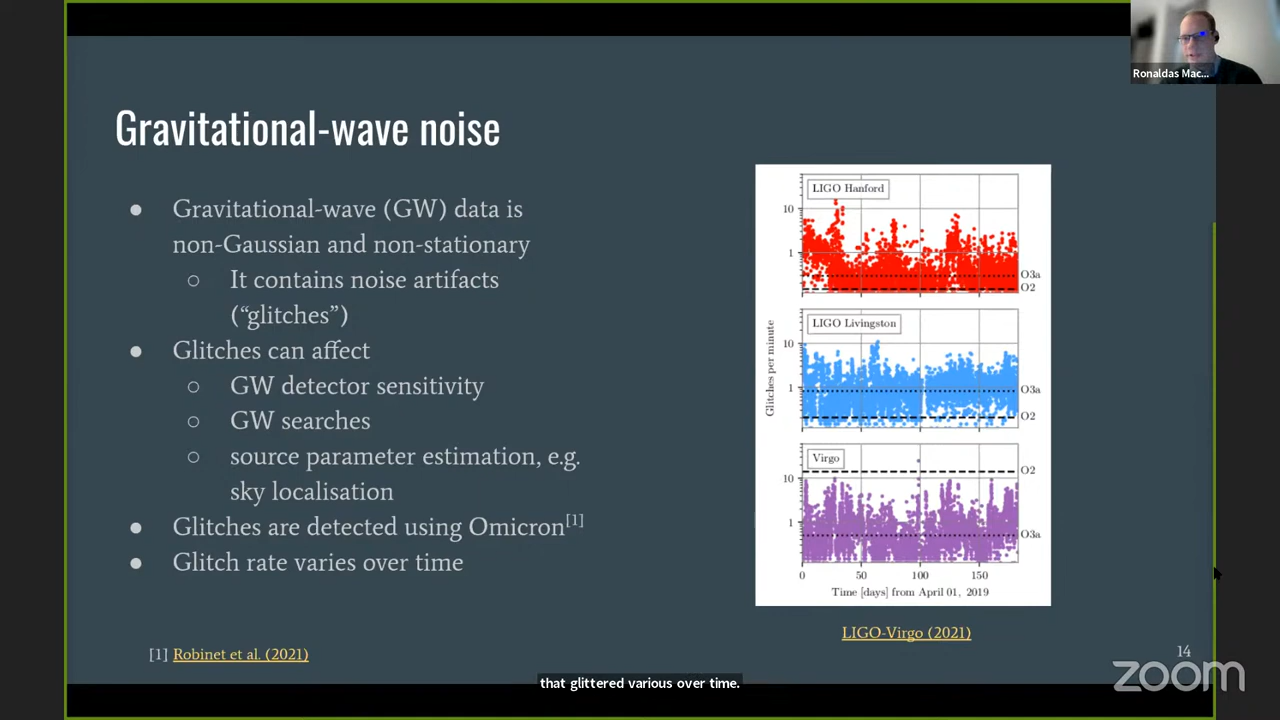 Ronaldas Mac...
Gravitational-wave noise
● Gravitational-wave (GW) data is
non-Gaussian and non-stationary
○ It contains noise artifacts
(“glitches”)
● Glitches can affect
○ GW detector sensitivity
○ GW searches
○ source parameter estimation, e.g.
sky localisation
● Glitches are detected using Omicron[1]
● Glitch rate varies over time
[1] Robinet et al. (2021)
LIGO Hanford
10
1
O3a
O2
LIGO Livingston
10
1
O3a
O2
Virgo
10
1
O2
O3a
Glitches per minute
0 50 100 150
Time [days] from April 01, 2019
LIGO-Virgo (2021)
14
zoom
that glittered various over time.